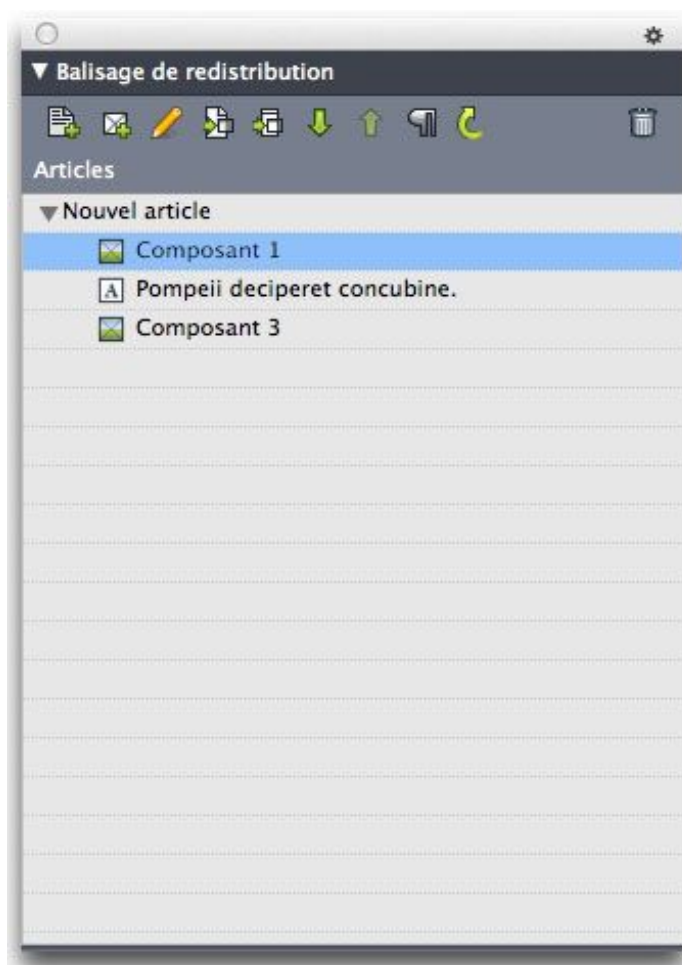 Balisage de redistribution
Articles
Nouvel article
Composant 1
A Pompeii deciperet concubine.
Composant 3